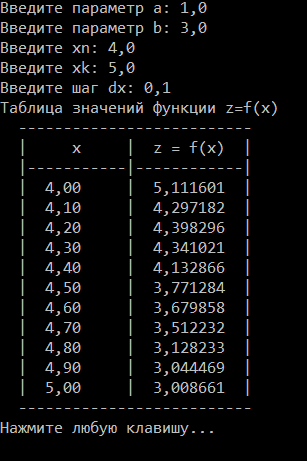 Введите параметр a: 1,0
Введите параметр b: 3,0
Введите xn: 4,0
Введите xk: 5,0
Введите шаг dx: 0,1
Таблица значений функции z=f(x)
---------------------------
|     x     |  z = f(x)  |
|-----------|------------|
|  4,00     |  5,111601  |
|  4,10     |  4,297182  |
|  4,20     |  4,398296  |
|  4,30     |  4,341021  |
|  4,40     |  4,132866  |
|  4,50     |  3,771284  |
|  4,60     |  3,679858  |
|  4,70     |  3,512232  |
|  4,80     |  3,128233  |
|  4,90     |  3,044469  |
|  5,00     |  3,008661  |
---------------------------
Нажмите любую клавишу...